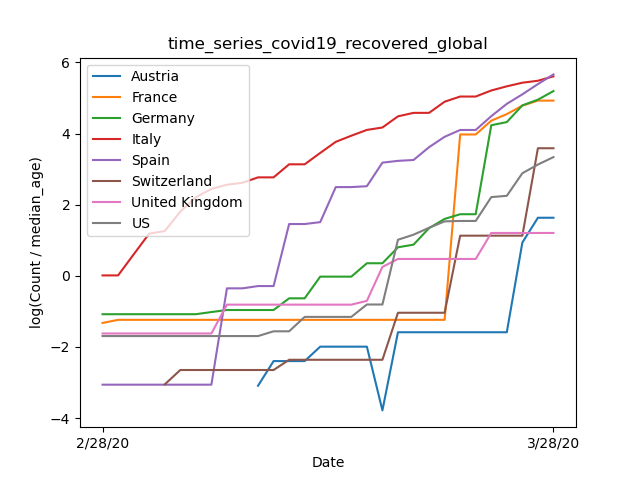 time_series_covid19_recovered_global
6
4
2
0
−2
−4
log(Count / median_age)
Austria
France
Germany
Italy
Spain
Switzerland
United Kingdom
US
2/28/20
3/28/20
Date